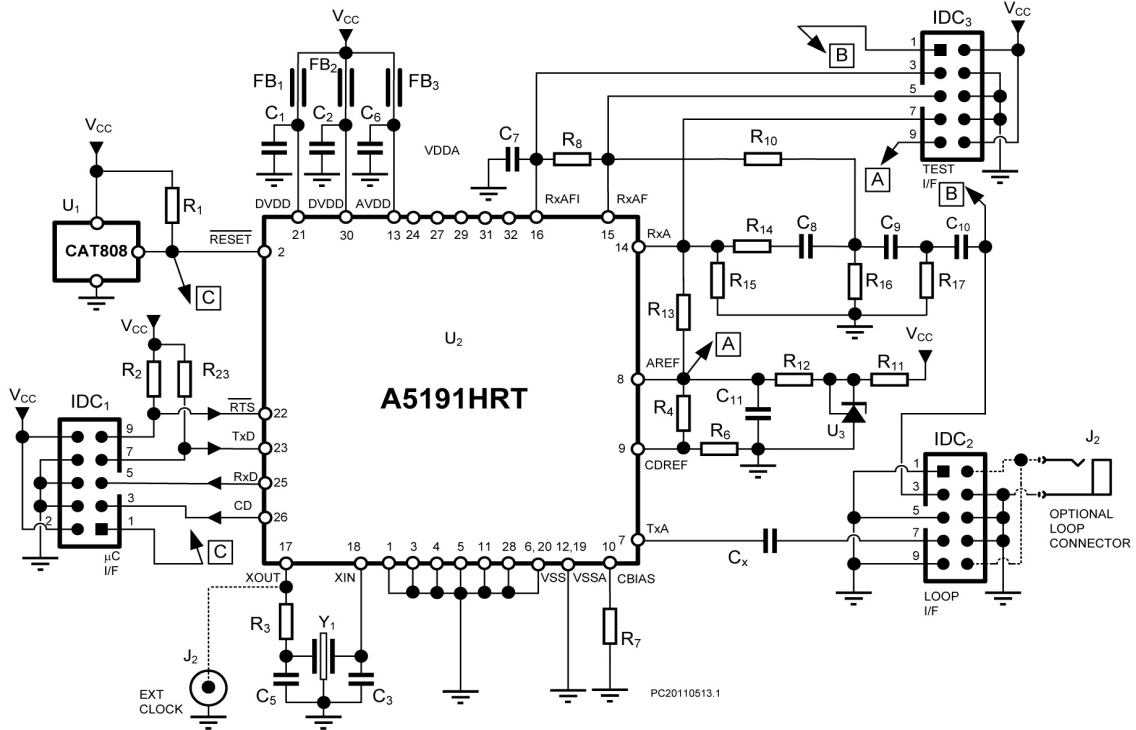 VCC
IDC3
VCC
B
FB1
FB2
FB3
1
3
5
7
9
C1
C2
C6
VDDA
C7
R8
R10
A
TEST
I/F
B
VCC
U1
R1
CAT808
RESET
DVDD
DVDD
AVDD
RxAFI
RxAF
21
30
13
24
27
29
31
32
16
15
2
14
RxA
R14
C8
C9
C10
R15
R16
R17
C
R13
A
VCC
U2
A5191HRT
AREF
8
R12
R11
R4
C11
U3
R6
9
CDREF
VCC
R2
R23
VCC
IDC1
RTS
22
TxD
23
RxD
25
CD
26
9
7
5
3
2
1
C
µC
I/F
IDC2
J2
1
3
5
7
9
OPTIONAL
LOOP
CONNECTOR
LOOP
I/F
TxA
7
Cx
17
18
1
3
4
5
11
28
6, 20
12,19
10
XOUT
XIN
VSS
VSSA
CBIAS
R3
Y1
R7
J2
C5
C3
EXT
CLOCK
PC20110513.1